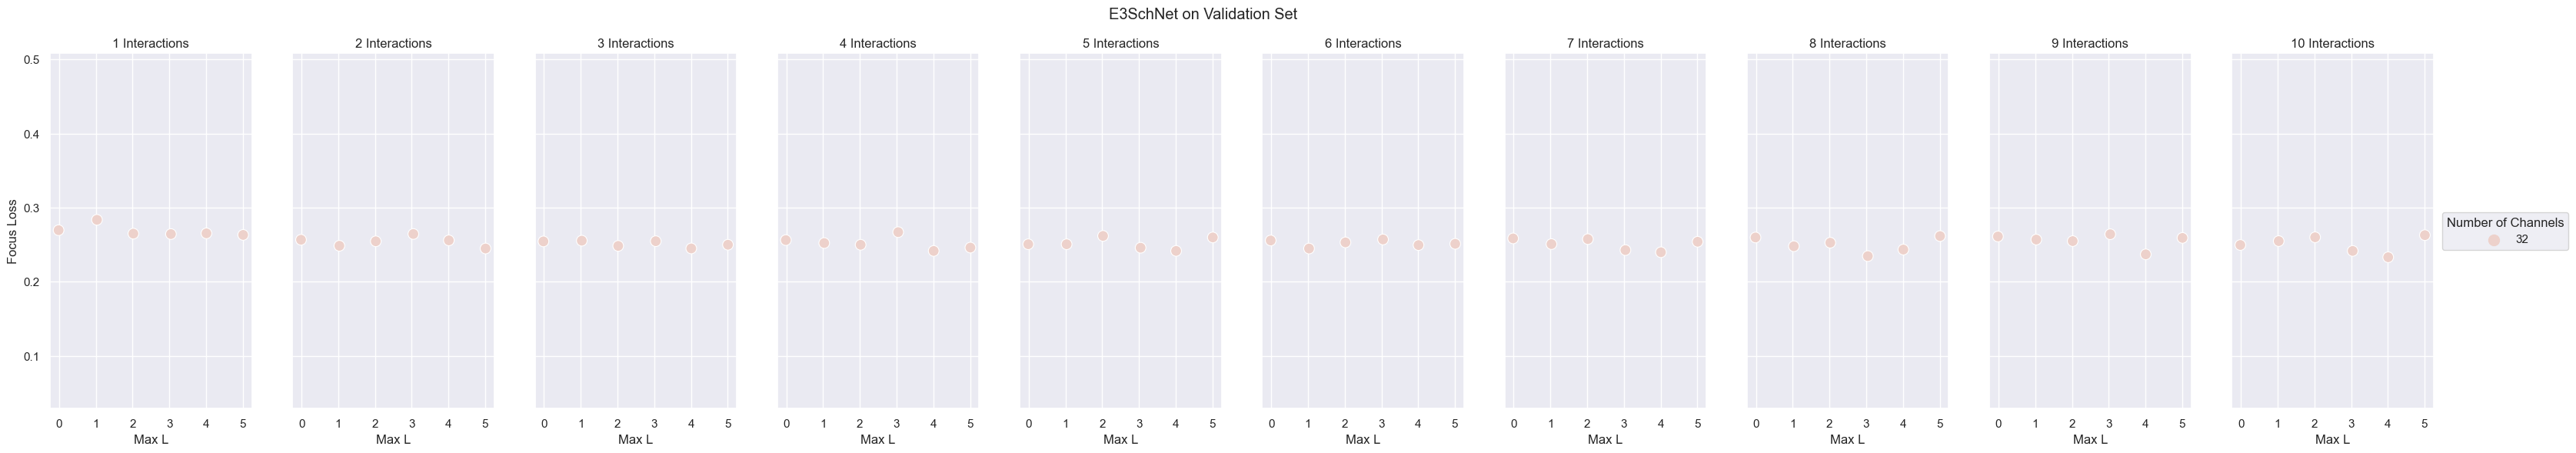 E3SchNet on Validation Set
1 Interactions
2 Interactions
3 Interactions
4 Interactions
5 Interactions
6 Interactions
7 Interactions
8 Interactions
9 Interactions
10 Interactions
0.5
0.4
0.3
0.2
0.1
Focus Loss
0 1 2 3 4 5
0 1 2 3 4 5
0 1 2 3 4 5
0 1 2 3 4 5
0 1 2 3 4 5
0 1 2 3 4 5
0 1 2 3 4 5
0 1 2 3 4 5
0 1 2 3 4 5
0 1 2 3 4 5
Max L
Max L
Max L
Max L
Max L
Max L
Max L
Max L
Max L
Max L
Number of Channels
32